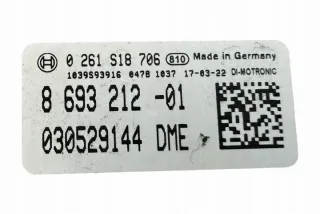 0 261 S18 706 810 Made in Germany
1039S93916 0478 1037 17-03-22 DI-MOTRONIC
8 693 212 -01
030529144 DME